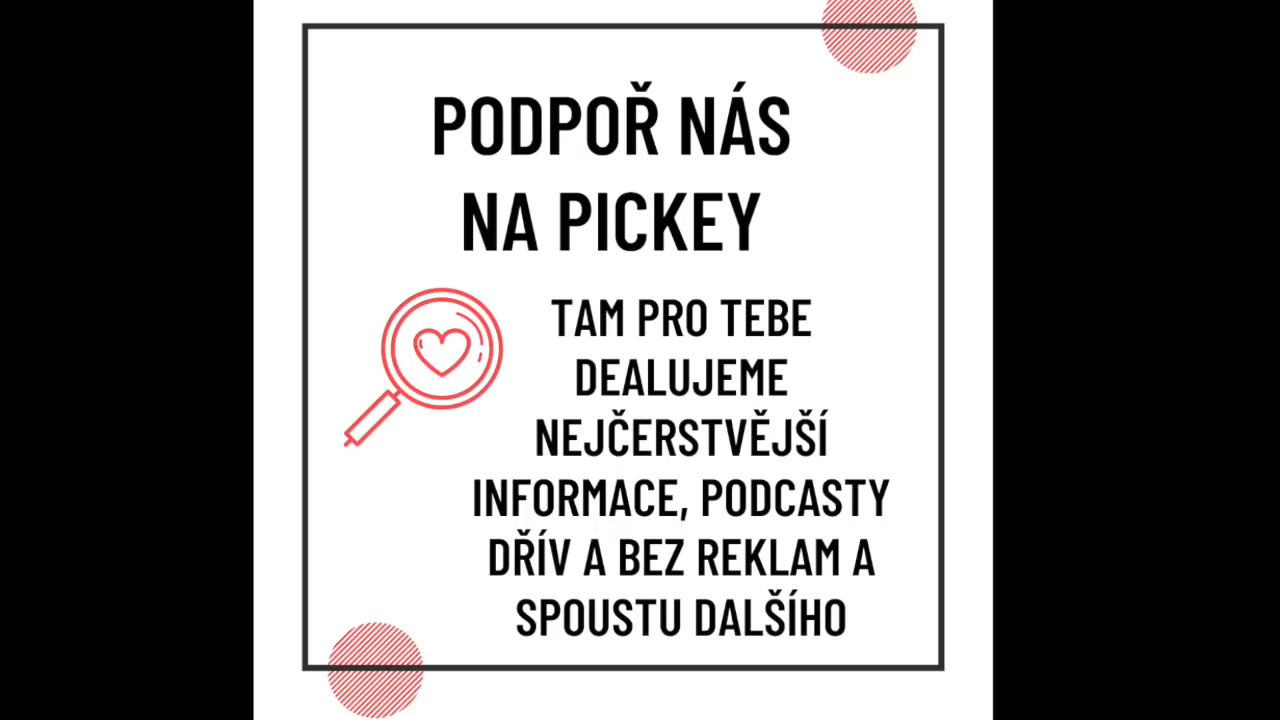 PODPOŘ NÁS
NA PICKEY
TAM PRO TEBE
DEALUJEME
NEJČERSTVĚJŠÍ
INFORMACE, PODCASTY
DŘÍV A BEZ REKLAM A
SPOUSTU DALŠÍHO